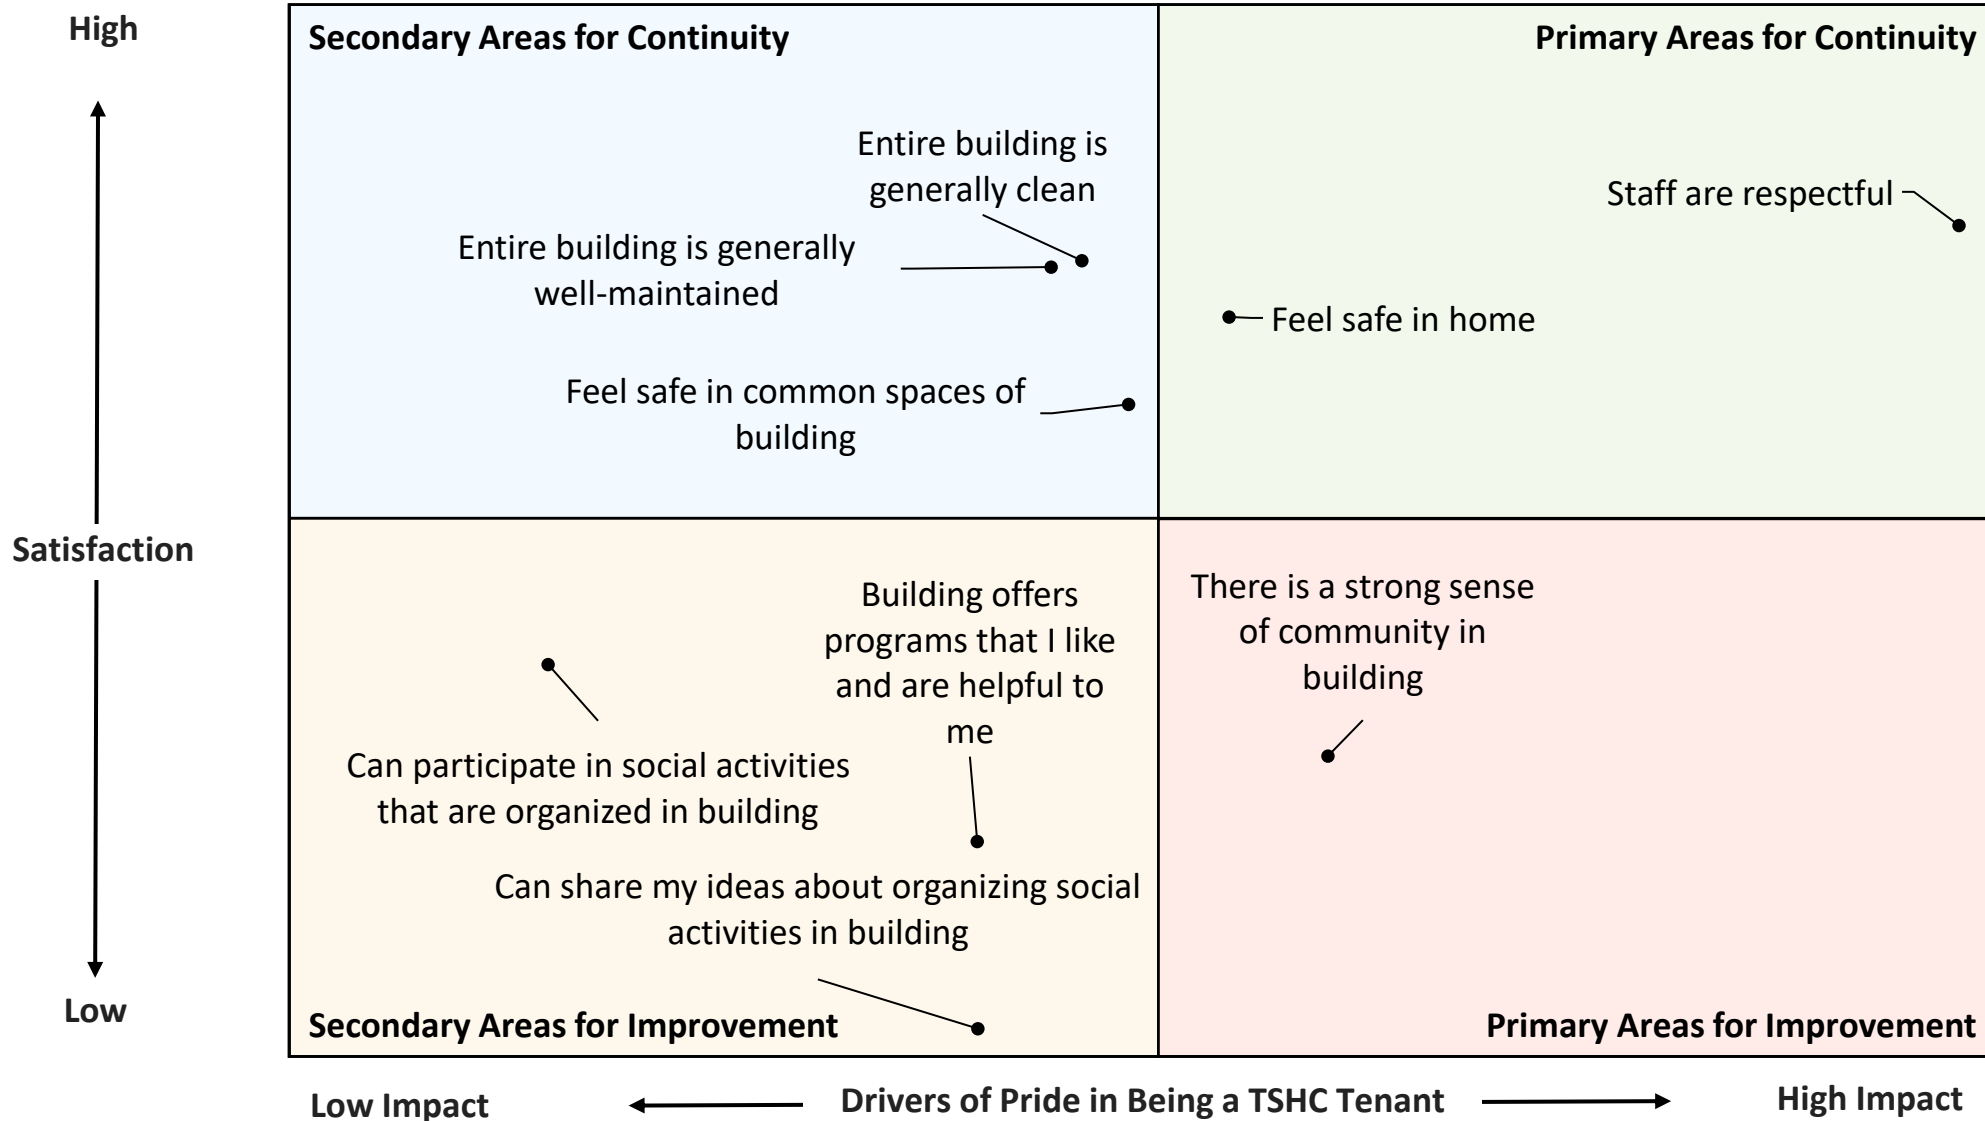 High
Satisfaction
Low
Secondary Areas for Continuity
Entire building is
generally clean
Entire building is generally
well-maintained
Feel safe in common spaces of
building
Primary Areas for Continuity
Staff are respectful
Feel safe in home
Building offers
programs that I like
and are helpful to
me
Can participate in social activities
that are organized in building
Can share my ideas about organizing social
activities in building
Secondary Areas for Improvement
There is a strong sense
of community in
building
Primary Areas for Improvement
Low Impact
Drivers of Pride in Being a TSHC Tenant
High Impact